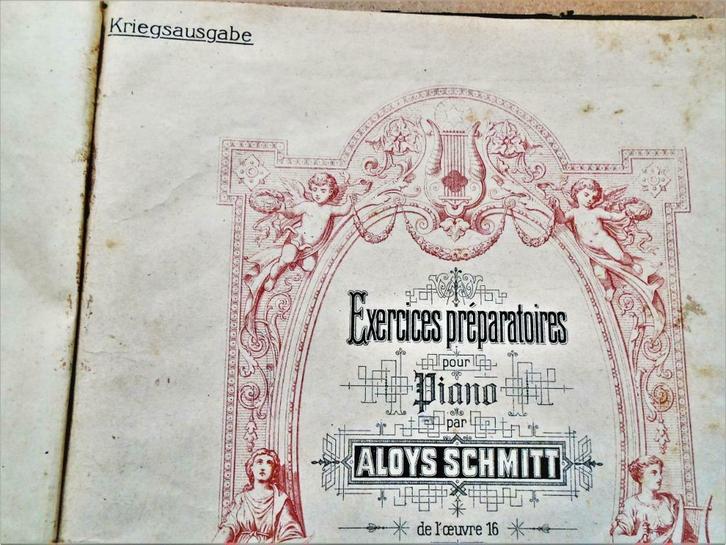 Kriegsausgabe
Exercices préparatoires
pour
Piano
par
ALOYS SCHMITT
de l'œuvre 16